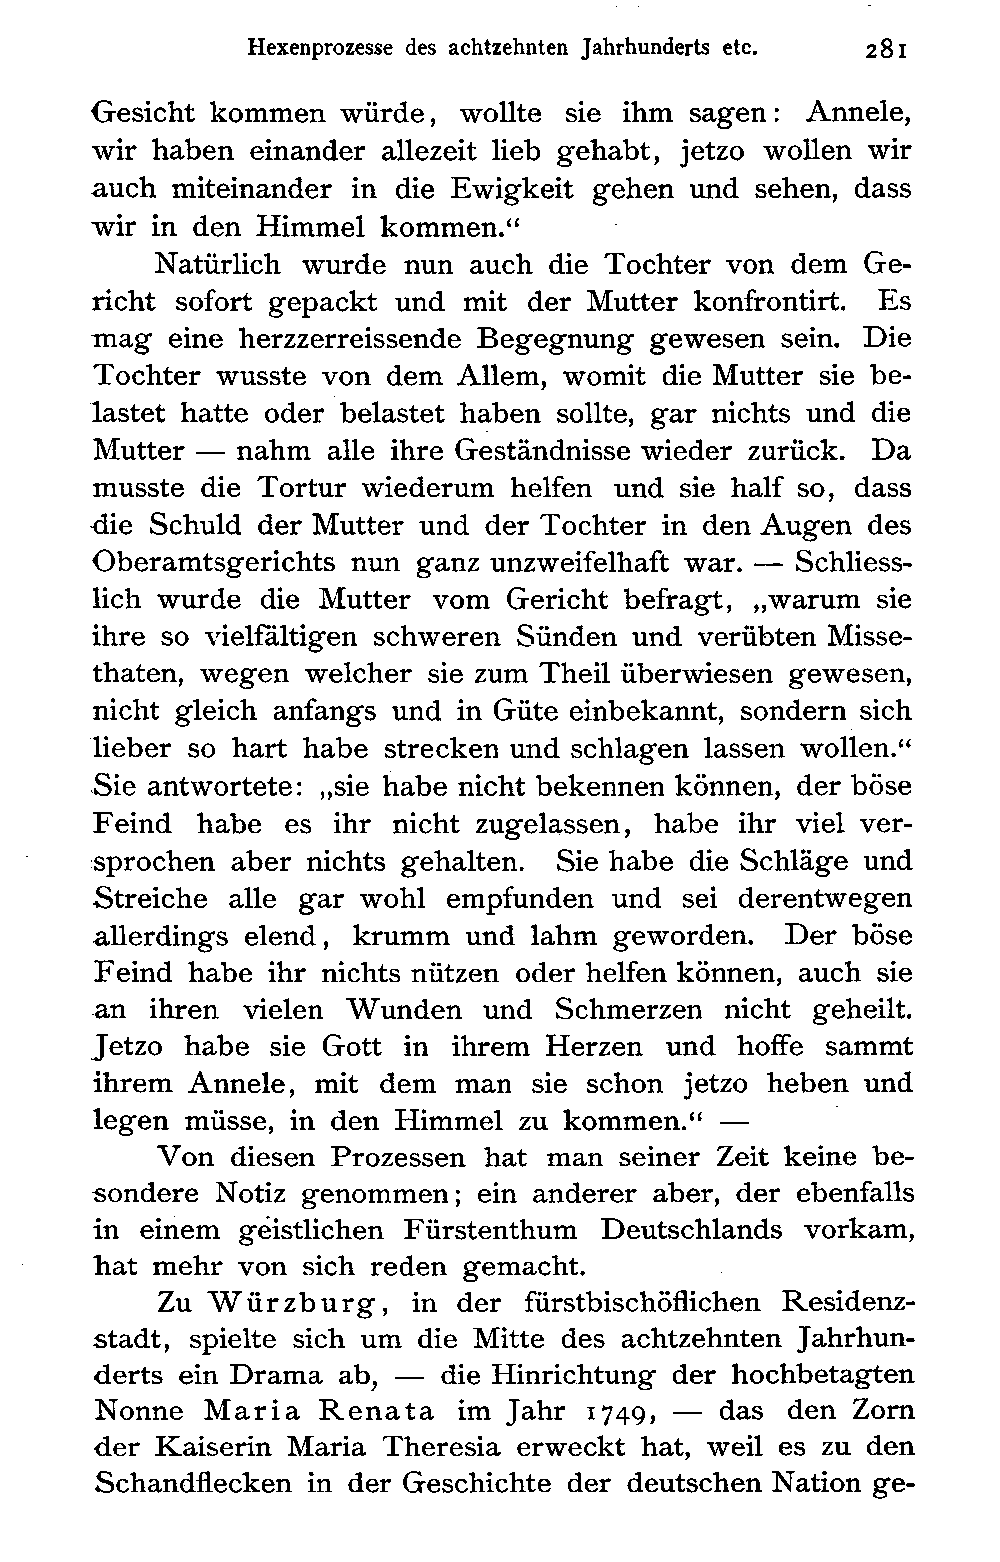 Hexenprozesse des achtzehnten Jahrhunderts etc. 281
Gesicht kommen würde, wollte sie ihm sagen: Annele,
wir haben einander allezeit lieb gehabt, jetzo wollen wir
auch miteinander in die Ewigkeit gehen und sehen, dass
wir in den Himmel kommen.“
Natürlich wurde nun auch die Tochter von dem Ge-
richt sofort gepackt und mit der Mutter konfrontirt. Es
mag eine herzzerreissende Begegnung gewesen sein. Die
Tochter wusste von dem Allem, womit die Mutter sie be-
lastet hatte oder belastet haben sollte, gar nichts und die
Mutter — nahm alle ihre Geständnisse wieder zurück. Da
musste die Tortur wiederum helfen und sie half so, dass
die Schuld der Mutter und der Tochter in den Augen des
Oberamtsgerichts nun ganz unzweifelhaft war. — Schliess-
lich wurde die Mutter vom Gericht befragt, „warum sie
ihre so vielfältigen schweren Sünden und verübten Misse-
thaten, wegen welcher sie zum Theil überwiesen gewesen,
nicht gleich anfangs und in Güte einbekannt, sondern sich
lieber so hart habe strecken und schlagen lassen wollen.“
Sie antwortete: „sie habe nicht bekennen können, der böse
Feind habe es ihr nicht zugelassen, habe ihr viel ver-
sprochen aber nichts gehalten. Sie habe die Schläge und
Streiche alle gar wohl empfunden und sei derentwegen
allerdings elend, krumm und lahm geworden. Der böse
Feind habe ihr nichts nützen oder helfen können, auch sie
an ihren vielen Wunden und Schmerzen nicht geheilt.
Jetzo habe sie Gott in ihrem Herzen und hoffe sammt
ihrem Annele, mit dem man sie schon jetzo heben und
legen müsse, in den Himmel zu kommen.“ —
Von diesen Prozessen hat man seiner Zeit keine be-
sondere Notiz genommen; ein anderer aber, der ebenfalls
in einem geistlichen Fürstenthum Deutschlands vorkam,
hat mehr von sich reden gemacht.
Zu Würzburg, in der fürstbischöflichen Residenz-
stadt, spielte sich um die Mitte des achtzehnten Jahrhun-
derts ein Drama ab, — die Hinrichtung der hochbetagten
Nonne Maria Renata im Jahr 1749, — das den Zorn
der Kaiserin Maria Theresia erweckt hat, weil es zu den
Schandflecken in der Geschichte der deutschen Nation ge-